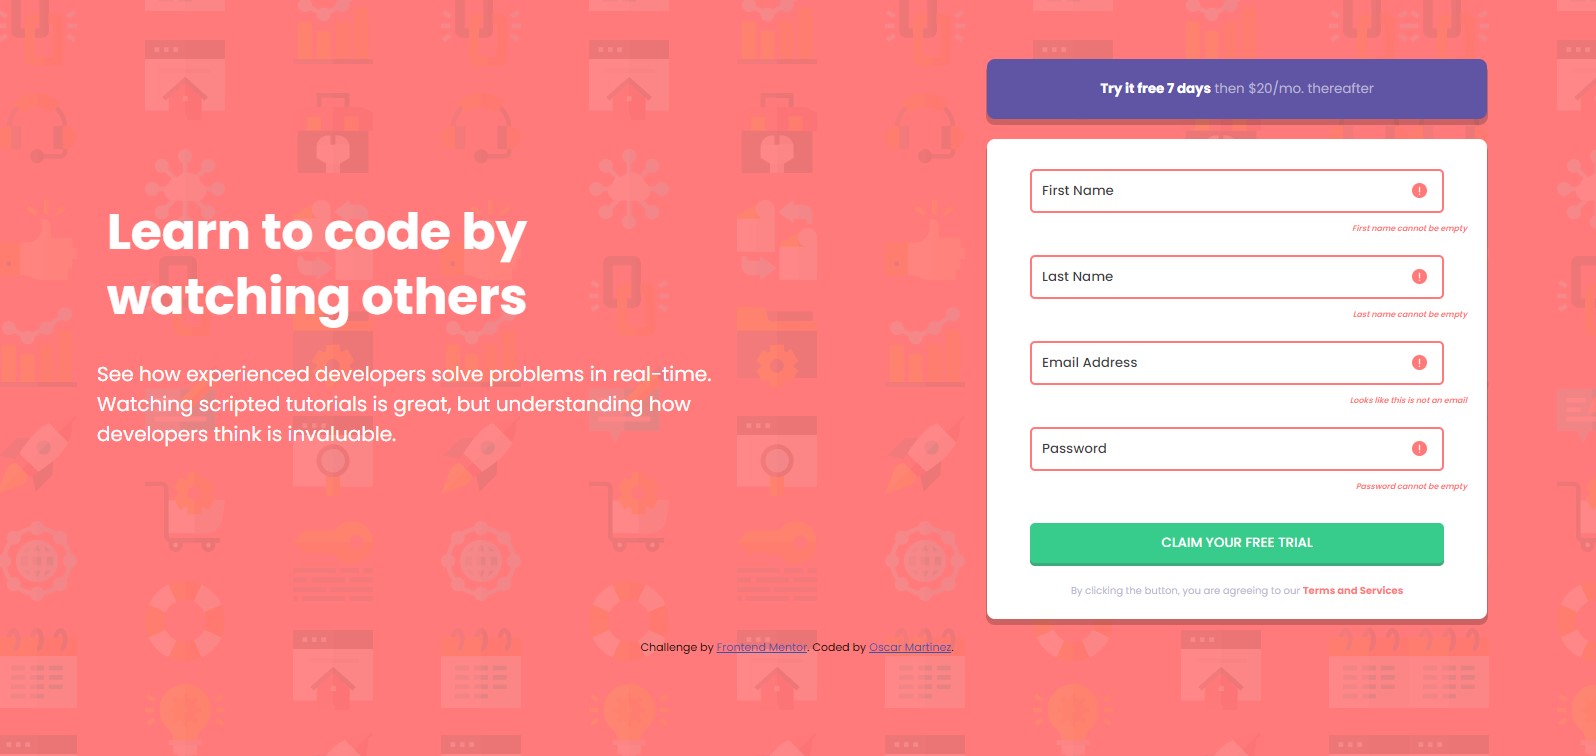 Try it free 7 days then $20/mo. thereafter
Learn to code by
watching others
See how experienced developers solve problems in real-time.
Watching scripted tutorials is great, but understanding how
developers think is invaluable.
First Name
First name cannot be empty
Last Name
Last name cannot be empty
Email Address
Looks like this is not an email
Password
Password cannot be empty
CLAIM YOUR FREE TRIAL
By clicking the button, you are agreeing to our Terms and Services
Challenge by Frontend Mentor. Coded by Oscar Martinez.